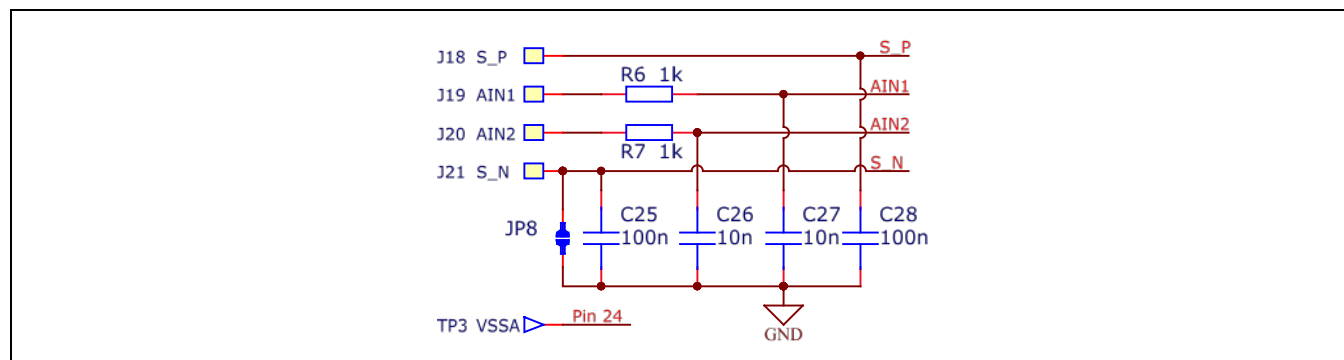 J18 S_P S_P
R6 1k
J19 AIN1 AIN1
J20 AIN2 AIN2
R7 1k
J21 S_N S_N
JP8 C25 C26 C27 C28
100n 10n 10n 100n
TP3 VSSA Pin 24
GND